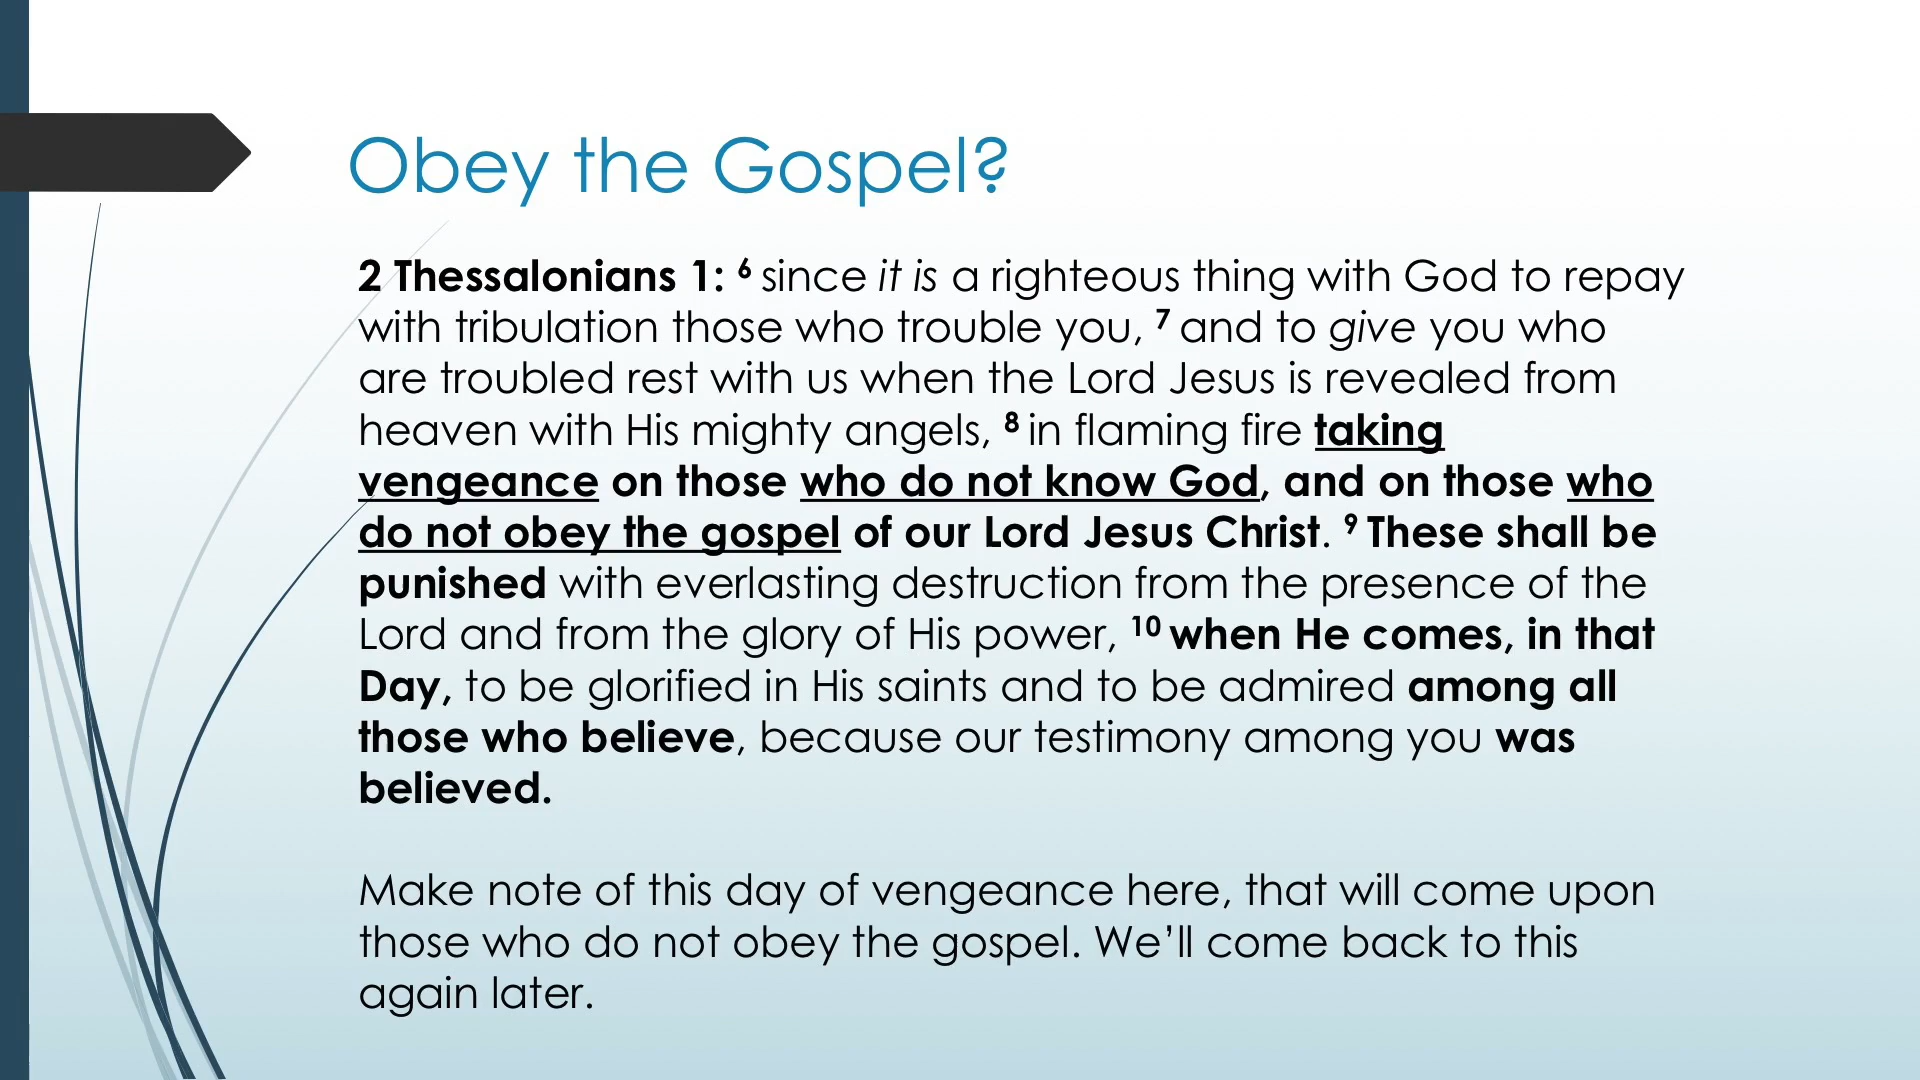 Obey the Gospel?
2 Thessalonians 1: 6 since it is a righteous thing with God to repay
with tribulation those who trouble you, 7 and to give you who
are troubled rest with us when the Lord Jesus is revealed from
heaven with His mighty angels, 8 in flaming fire taking
vengeance on those who do not know God, and on those who
do not obey the gospel of our Lord Jesus Christ. 9 These shall be
punished with everlasting destruction from the presence of the
Lord and from the glory of His power, 10 when He comes, in that
Day, to be glorified in His saints and to be admired among all
those who believe, because our testimony among you was
believed.
Make note of this day of vengeance here, that will come upon
those who do not obey the gospel. We’ll come back to this
again later.